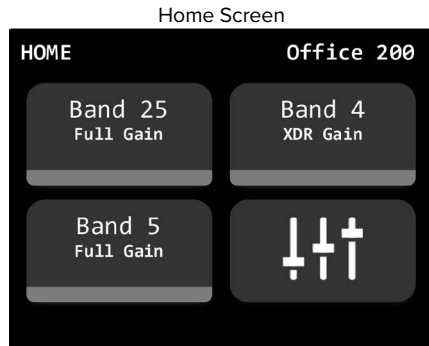 Home Screen
HOME
Office 200
Band 25
Full Gain
Band 4
XDR Gain
Band 5
Full Gain